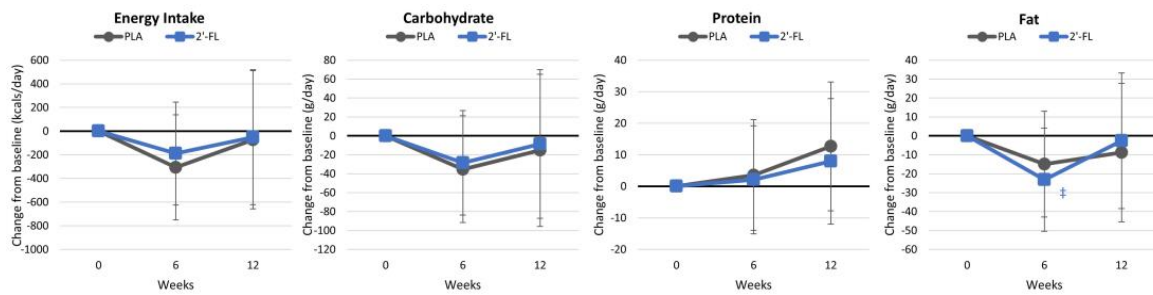 Energy Intake
PLA 2'-FL
Change from baseline (kcals/day)
600
400
200
0
-200
-400
-600
-800
-1000
0 6 12
Weeks
Carbohydrate
PLA 2'-FL
Change from baseline (g/day)
80
60
40
20
0
-20
-40
-60
-80
-100
-120
0 6 12
Weeks
Protein
PLA 2'-FL
Change from baseline (g/day)
40
30
20
10
0
-10
-20
0 6 12
Weeks
Fat
PLA 2'-FL
Change from baseline (g/day)
40
30
20
10
0
-10
-20
-30
-40
-50
-60
‡
0 6 12
Weeks